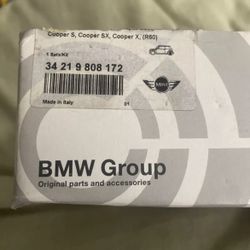 Cooper S, Cooper SX, Cooper X, (R60)
1 Satz/Kit
34 21 9 808 172
MINI
Made in Italy
01
BMW Group
Original parts and accessories